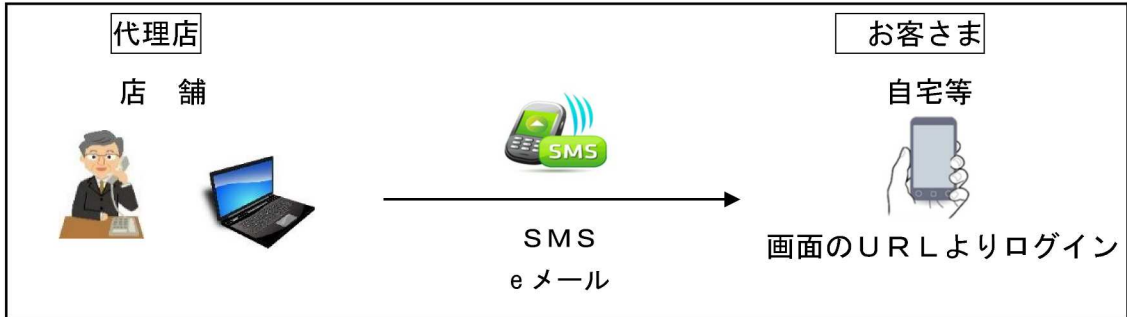 代理店
店　舗
SMS
ＳＭＳ
eメール
お客さま
自宅等
画面のＵＲＬよりログイン